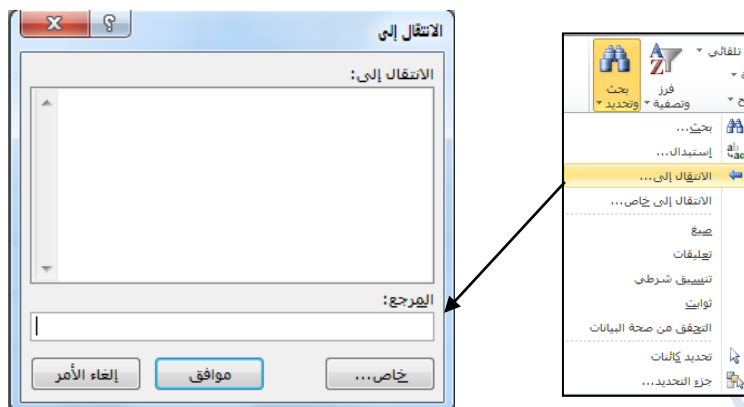 الانتقال إلى
الانتقال إلى:
المرجع:
خاص...
موافق
إلغاء الأمر
تلقائي
فرز
وتصفية
بحث
وتحديد
بحث...
إستبدال...
الانتقال إلى...
الانتقال إلى خاص...
صيغ
تعليقات
تنسيق شرطي
ثوابت
التحقق من صحة البيانات
تحديد كائنات
جزء التحديد...